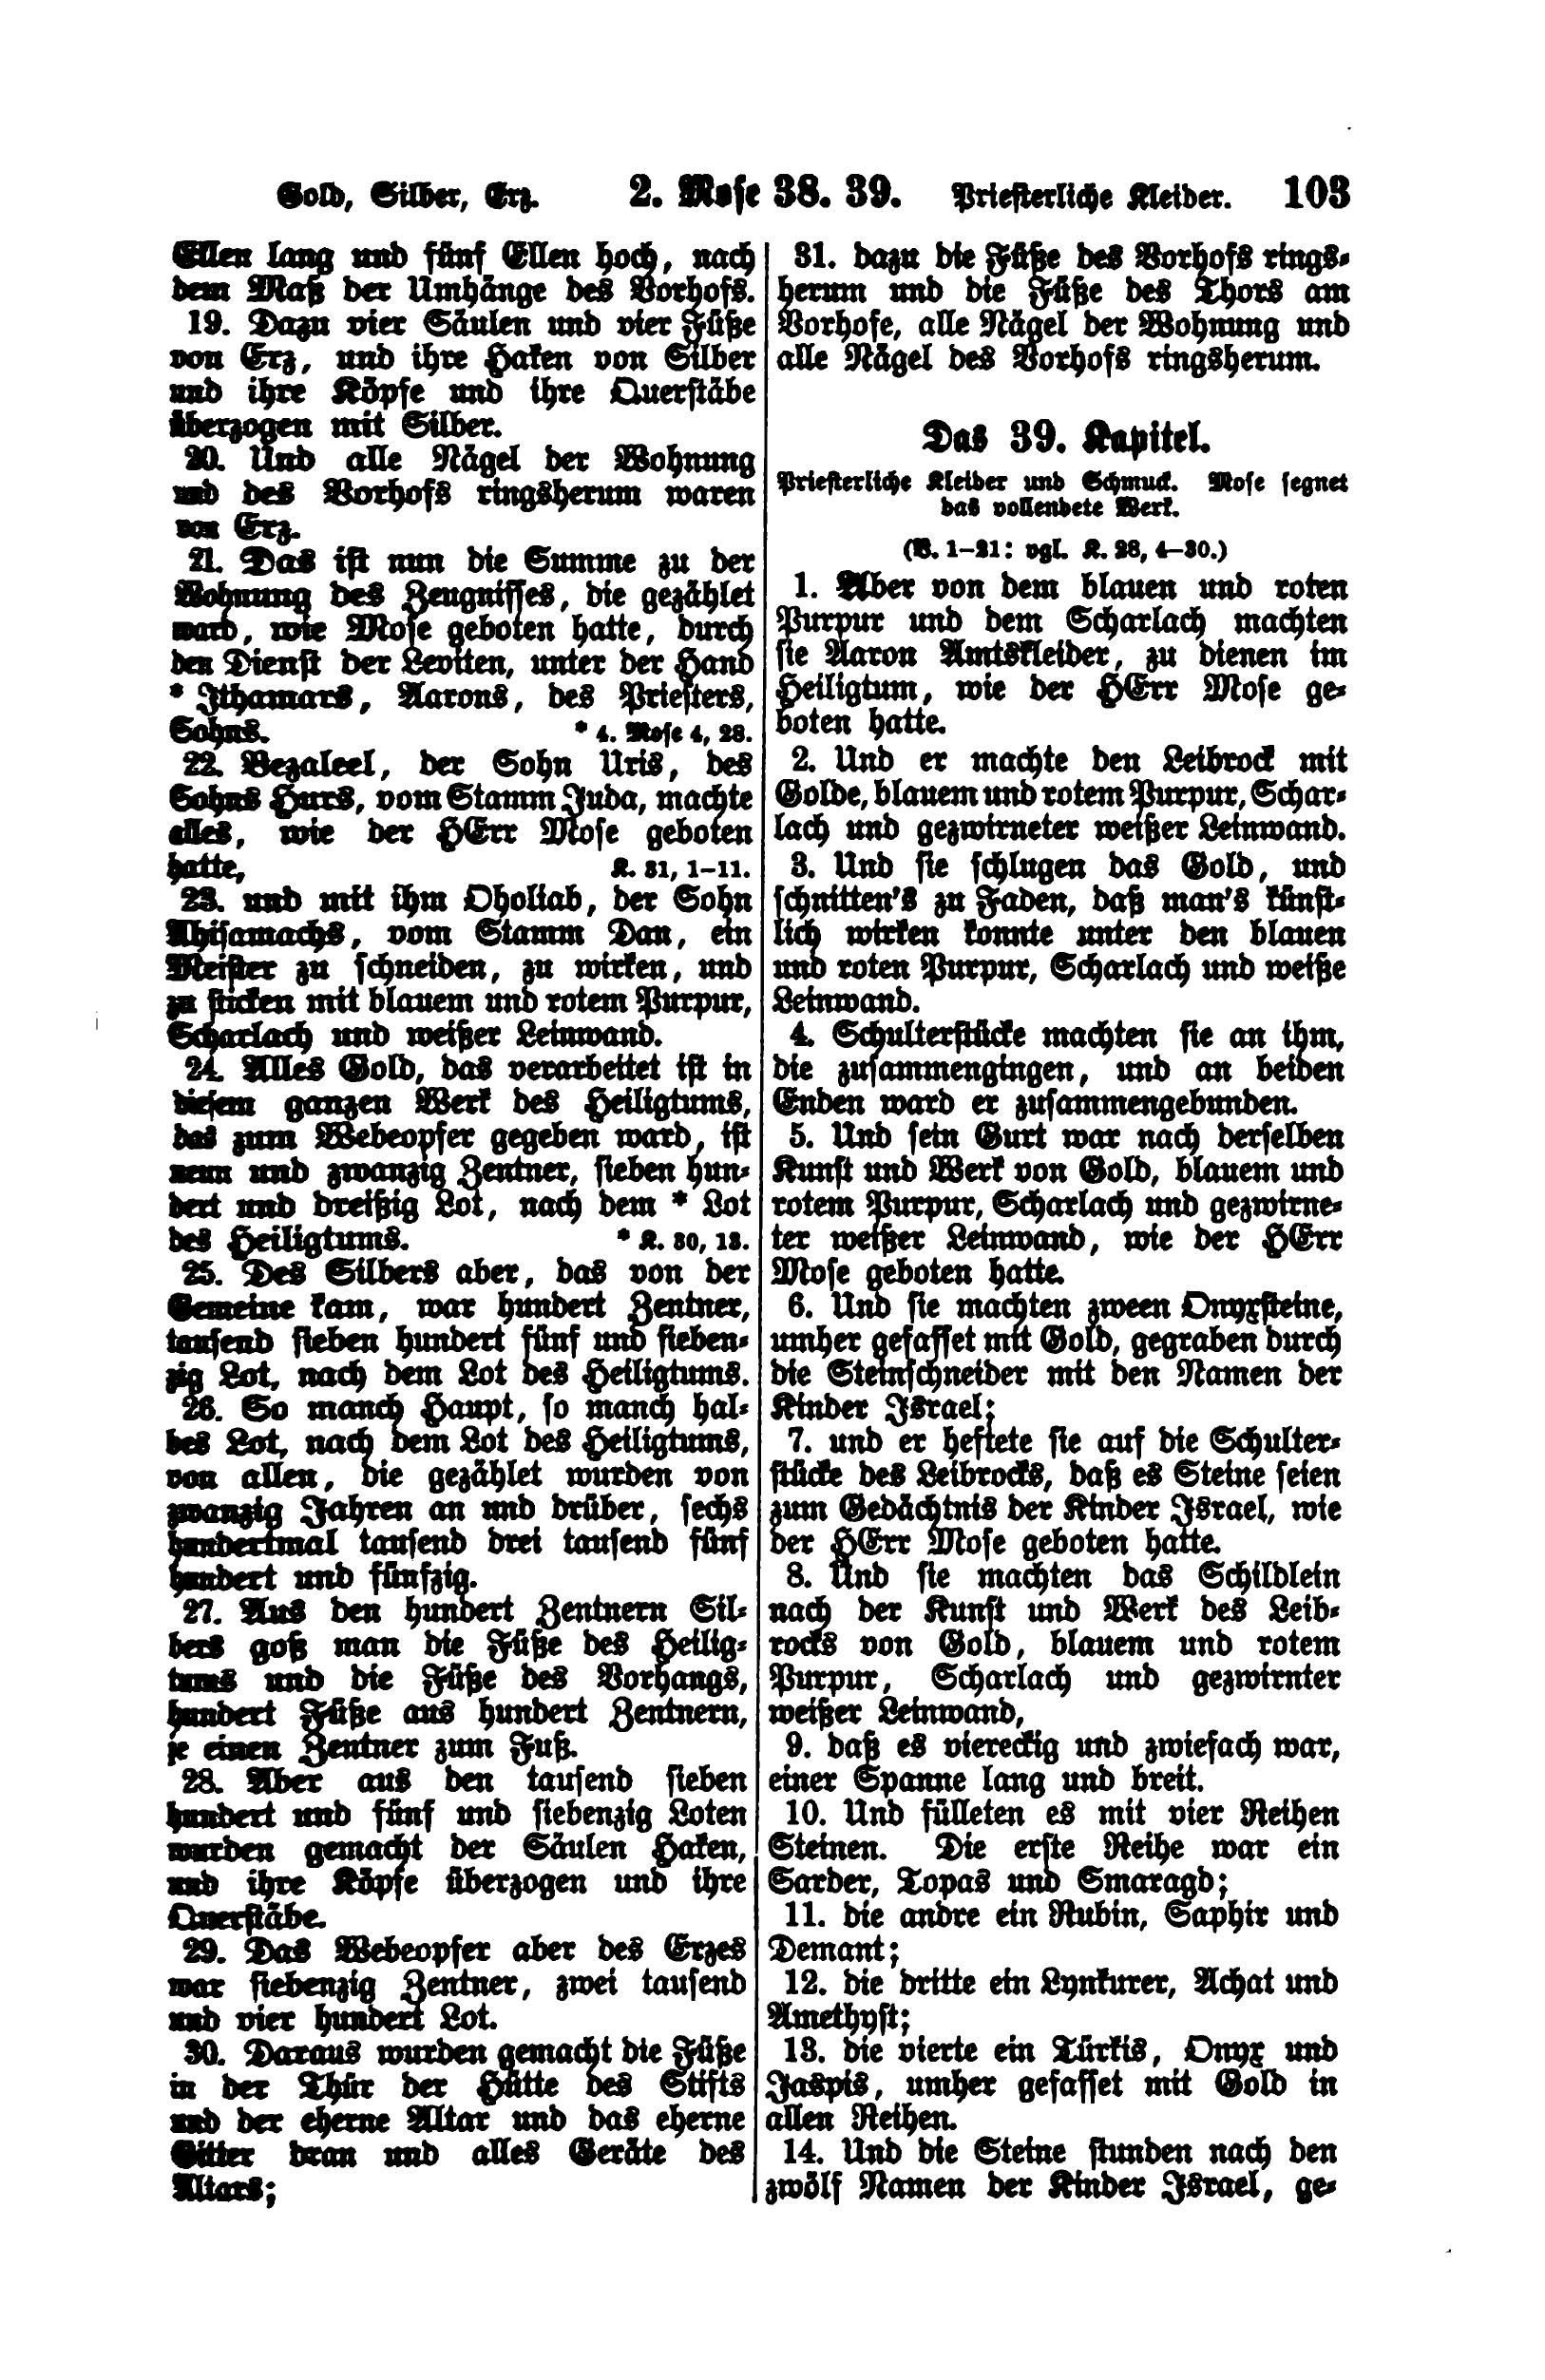 Gold, Silber, Erz. 2. Mose 38. 39. Priesterliche Kleider. 103
Ellen lang und fünf Ellen hoch, nach
dem Maß der Umhänge des Vorhofs.
19. Dazu vier Säulen und vier Füße
von Erz, und ihre Haken von Silber
und ihre Köpfe und ihre Querstäbe
überzogen mit Silber.
20. Und alle Nägel der Wohnung
und des Vorhofs ringsherum waren
von Erz.
21. Das ist nun die Summe zu der
Wohnung des Zeugnisses, die gezählet
ward, wie Mose geboten hatte, durch
den Dienst der Leviten, unter der Hand
* Ithamars, Aarons, des Priesters,
Sohns. * 4. Mose 4, 28.
22. Bezaleel, der Sohn Uris, des
Sohns Hurs, vom Stamm Juda, machte
alles, wie der HErr Mose geboten
hatte, K. 31, 1–11.
23. und mit ihm Oholiab, der Sohn
Ahisamachs, vom Stamm Dan, ein
Meister zu schneiden, zu wirken, und
zu sticken mit blauem und rotem Purpur,
Scharlach und weißer Leinwand.
24. Alles Gold, das verarbeitet ist in
diesem ganzen Werk des Heiligtums,
das zum Webeopfer gegeben ward, ist
neun und zwanzig Zentner, sieben hun-
dert und dreißig Lot, nach dem * Lot
des Heiligtums. * K. 30, 13.
25. Des Silbers aber, das von der
Gemeine kam, war hundert Zentner,
tausend sieben hundert fünf und sieben-
zig Lot, nach dem Lot des Heiligtums.
26. So manch Haupt, so manch hal-
bes Lot, nach dem Lot des Heiligtums,
von allen, die gezählet wurden von
zwanzig Jahren an und drüber, sechs
hundertmal tausend drei tausend fünf
hundert und fünfzig.
27. Aus den hundert Zentnern Sil-
bers goß man die Füße des Heilig-
tums und die Füße des Vorhangs,
hundert Füße aus hundert Zentnern,
je einen Zentner zum Fuß.
28. Aber aus den tausend sieben
hundert und fünf und siebenzig Loten
wurden gemacht der Säulen Haken,
und ihre Köpfe überzogen und ihre
Querstäbe.
29. Das Webeopfer aber des Erzes
war siebenzig Zentner, zwei tausend
und vier hundert Lot.
30. Daraus wurden gemacht die Füße
in der Thür der Hütte des Stifts
und der eherne Altar und das eherne
Gitter dran und alles Geräte des
Altars;
31. dazu die Füße des Vorhofs rings-
herum und die Füße des Thors am
Vorhofe, alle Nägel der Wohnung und
alle Nägel des Vorhofs ringsherum.
Das 39. Kapitel.
Priesterliche Kleider und Schmuck. Mose segnet
das vollendete Werk.
(V. 1–31: vgl. K. 28, 4–30.)
1. Aber von dem blauen und roten
Purpur und dem Scharlach machten
sie Aaron Amtskleider, zu dienen im
Heiligtum, wie der HErr Mose ge-
boten hatte.
2. Und er machte den Leibrock mit
Golde, blauem und rotem Purpur, Schar-
lach und gezwirneter weißer Leinwand.
3. Und sie schlugen das Gold, und
schnitten's zu Faden, daß man's künst-
lich wirken konnte unter den blauen
und roten Purpur, Scharlach und weiße
Leinwand.
4. Schulterstücke machten sie an ihm,
die zusammengingen, und an beiden
Enden ward er zusammengebunden.
5. Und sein Gurt war nach derselben
Kunst und Werk von Gold, blauem und
rotem Purpur, Scharlach und gezwirne-
ter weißer Leinwand, wie der HErr
Mose geboten hatte.
6. Und sie machten zween Onyxsteine,
umher gefasset mit Gold, gegraben durch
die Steinschneider mit den Namen der
Kinder Israel;
7. und er heftete sie auf die Schulter-
stücke des Leibrocks, daß es Steine seien
zum Gedächtnis der Kinder Israel, wie
der HErr Mose geboten hatte.
8. Und sie machten das Schildlein
nach der Kunst und Werk des Leib-
rocks von Gold, blauem und rotem
Purpur, Scharlach und gezwirnter
weißer Leinwand,
9. daß es viereckig und zwiefach war,
einer Spanne lang und breit.
10. Und fülleten es mit vier Reihen
Steinen. Die erste Reihe war ein
Sarder, Topas und Smaragd;
11. die andre ein Rubin, Saphir und
Demant;
12. die dritte ein Lynkurer, Achat und
Amethyst;
13. die vierte ein Türkis, Onyx und
Jaspis, umher gefasset mit Gold in
allen Reihen.
14. Und die Steine stunden nach den
zwölf Namen der Kinder Israel, ge-